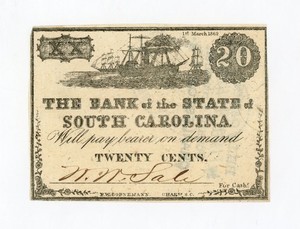 1st March 1863
XX
20
THE BANK of the STATE of
SOUTH CAROLINA.
Will pay bearer, on demand
TWENTY CENTS.
For Cash!